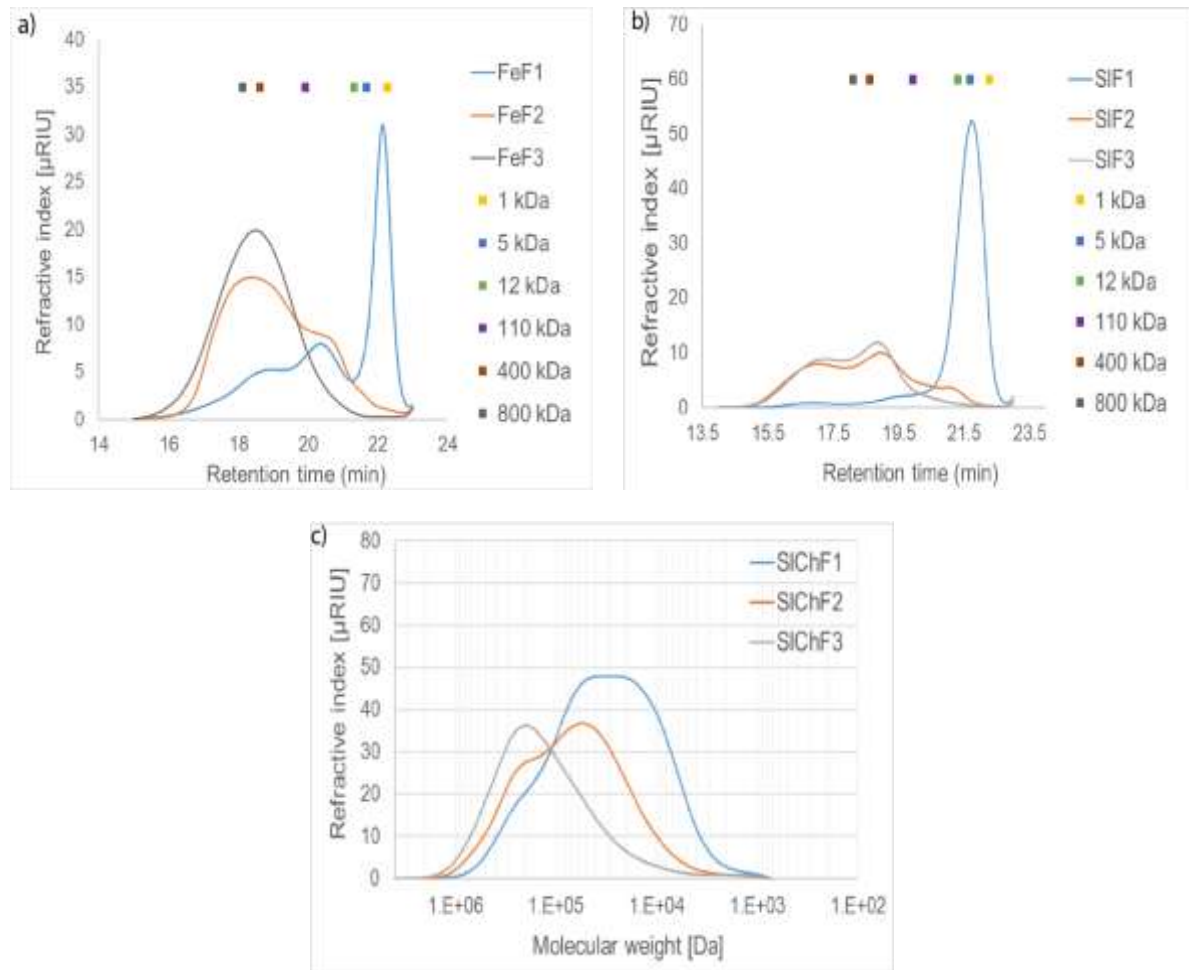 a)
40
35
30
25
20
15
10
5
0
Refractive index [µRIU]
14 16 18 20 22 24
Retention time (min)
FeF1
FeF2
FeF3
1 kDa
5 kDa
12 kDa
110 kDa
400 kDa
800 kDa
b)
70
60
50
40
30
20
10
0
Refractive index [µRIU]
13.5 15.5 17.5 19.5 21.5 23.5
Retention time (min)
SlF1
SlF2
SlF3
1 kDa
5 kDa
12 kDa
110 kDa
400 kDa
800 kDa
c)
80
70
60
50
40
30
20
10
0
Refractive index [µRIU]
1.E+06 1.E+05 1.E+04 1.E+03 1.E+02
Molecular weight [Da]
SlChF1
SlChF2
SlChF3